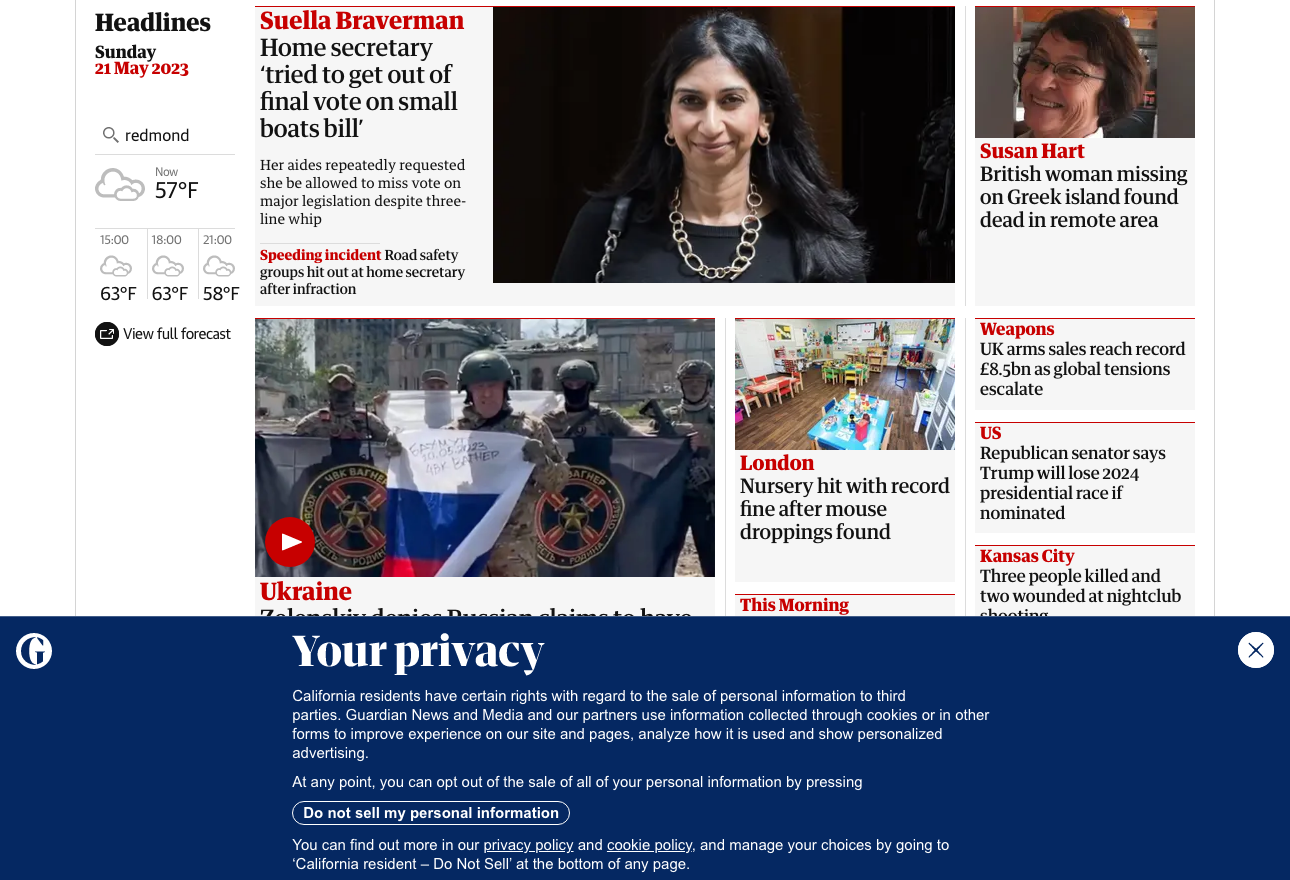 Headlines
Sunday
21 May 2023
redmond
Now
57°F
15:00
18:00
21:00
63°F
63°F
58°F
View full forecast
Suella Braverman
Home secretary
‘tried to get out of
final vote on small
boats bill’
Her aides repeatedly requested
she be allowed to miss vote on
major legislation despite three-
line whip
Speeding incident Road safety
groups hit out at home secretary
after infraction
Susan Hart
British woman missing
on Greek island found
dead in remote area
БАХМУТ
20.05.2023
ЧВК ВАГНЕР
ЧВК ВАГНЕР
Ukraine
Zelenskiy denies Russian claims to have
London
Nursery hit with record
fine after mouse
droppings found
This Morning
Weapons
UK arms sales reach record
£8.5bn as global tensions
escalate
US
Republican senator says
Trump will lose 2024
presidential race if
nominated
Kansas City
Three people killed and
two wounded at nightclub
shooting
G
Your privacy
California residents have certain rights with regard to the sale of personal information to third
parties. Guardian News and Media and our partners use information collected through cookies or in other
forms to improve experience on our site and pages, analyze how it is used and show personalized
advertising.
At any point, you can opt out of the sale of all of your personal information by pressing
Do not sell my personal information
You can find out more in our privacy policy and cookie policy, and manage your choices by going to
‘California resident – Do Not Sell’ at the bottom of any page.